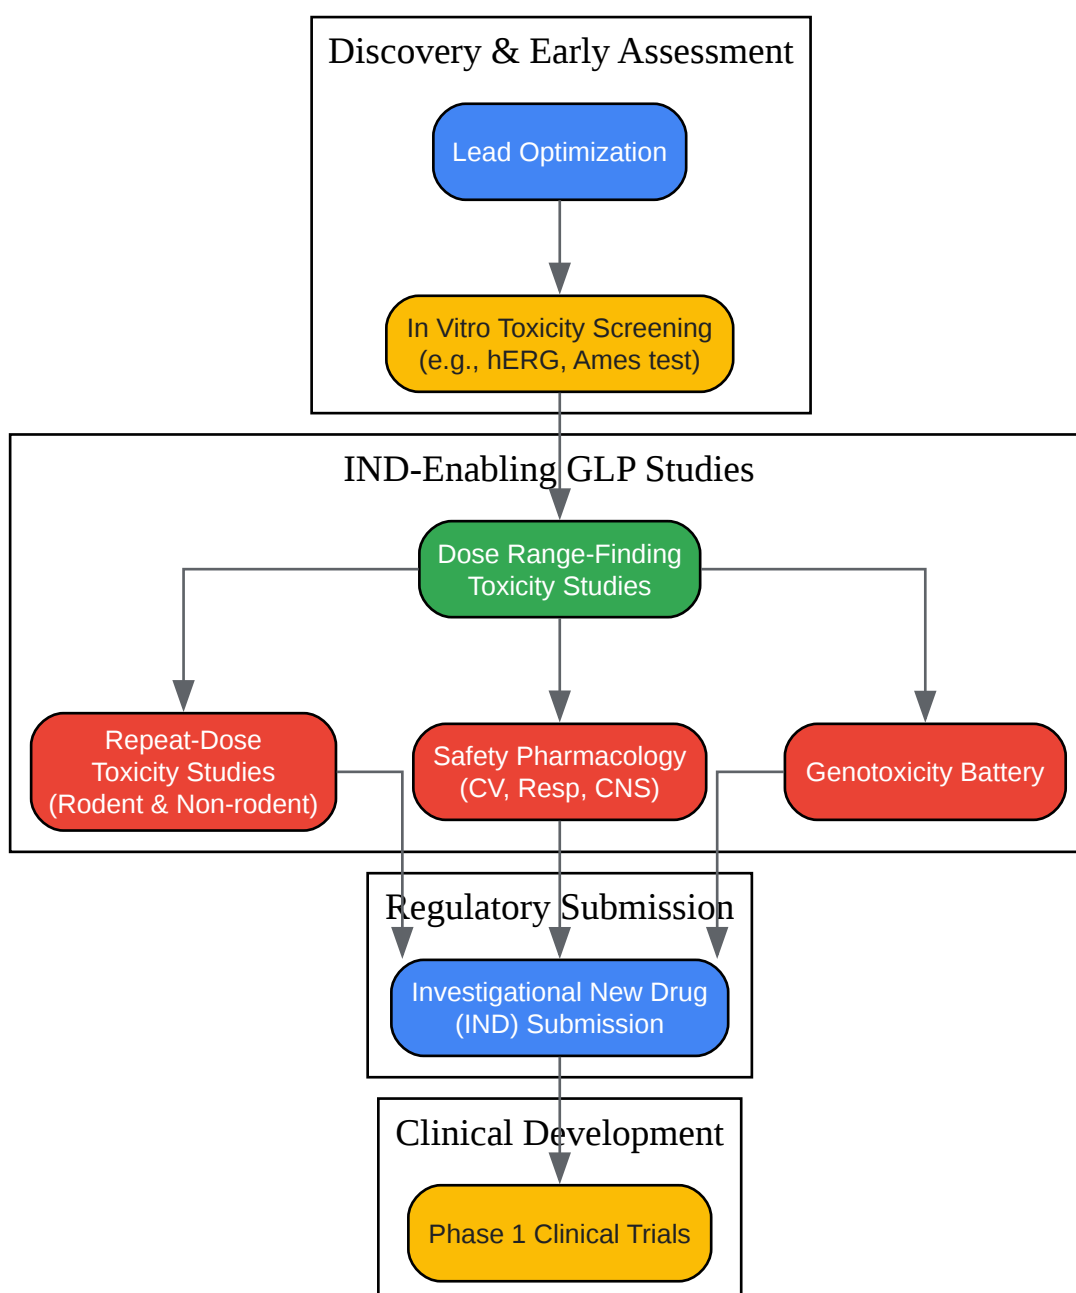 Discovery & Early Assessment
Lead Optimization
In Vitro Toxicity Screening
(e.g., hERG, Ames test)
IND-Enabling GLP Studies
Dose Range-Finding
Toxicity Studies
Repeat-Dose
Toxicity Studies
(Rodent & Non-rodent)
Safety Pharmacology
(CV, Resp, CNS)
Genotoxicity Battery
Regulatory Submission
Investigational New Drug
(IND) Submission
Clinical Development
Phase 1 Clinical Trials